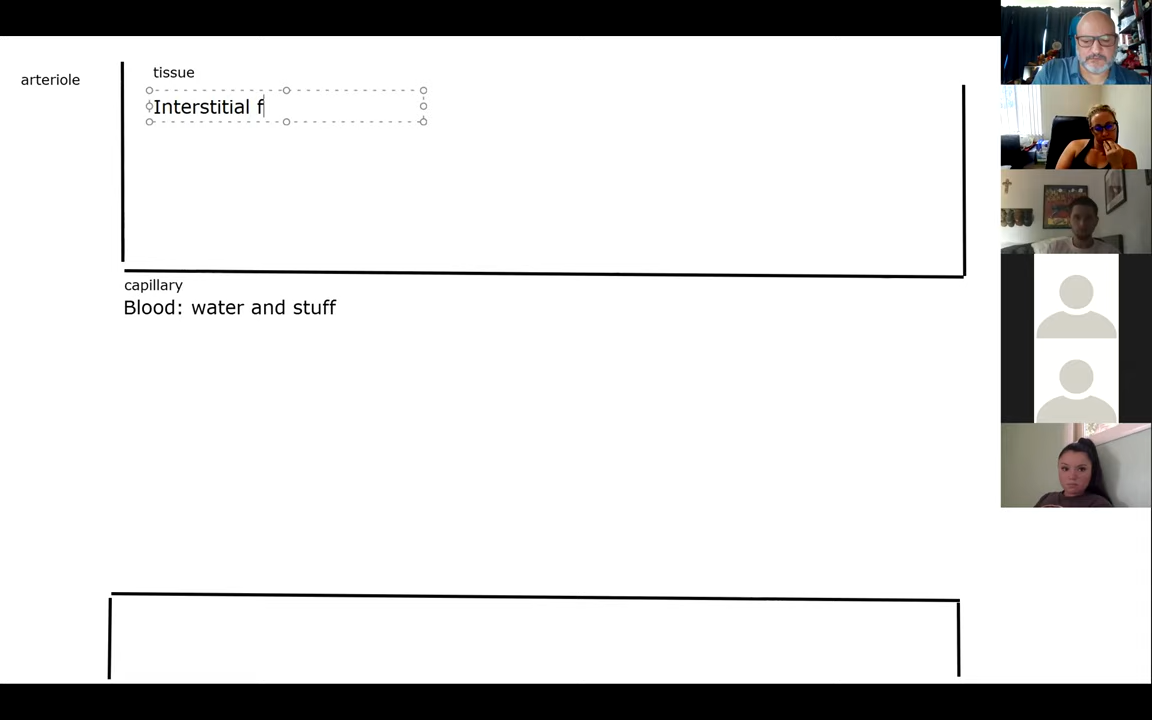 arteriole
tissue
Interstitial f
capillary
Blood: water and stuff